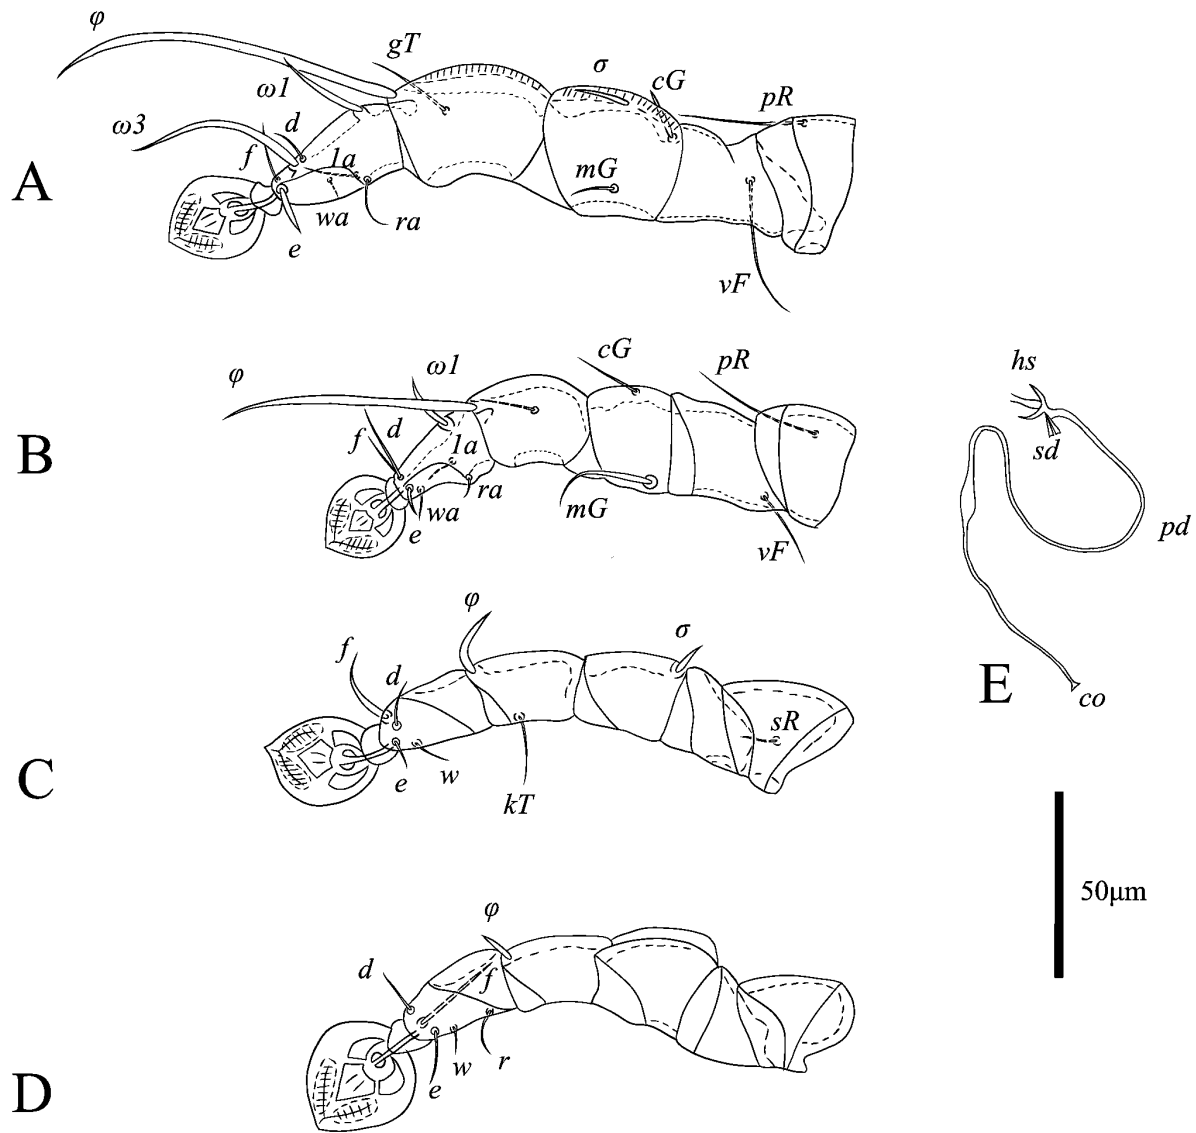 A
φ
gT
σ
cG
pR
ω1
ω3
d
f
1a
mG
wa
ra
e
vF
B
φ
ω1
cG
pR
d
f
1a
ra
wa
mG
e
vF
hs
sd
pd
E
co
C
φ
σ
f
d
sR
e
w
kT
50μm
D
φ
d
f
r
w
e